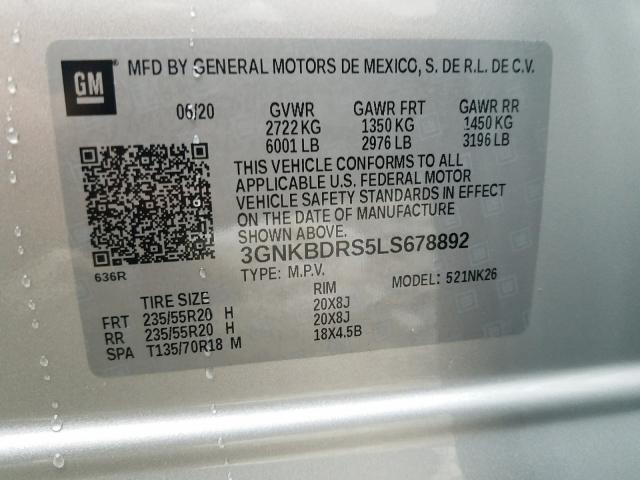 GM ® MFD BY GENERAL MOTORS DE MEXICO, S. DE R.L. DE C.V.
06/20 GVWR GAWR FRT GAWR RR
2722 KG 1350 KG 1450 KG
6001 LB 2976 LB 3196 LB
THIS VEHICLE CONFORMS TO ALL
APPLICABLE U.S. FEDERAL MOTOR
VEHICLE SAFETY STANDARDS IN EFFECT
ON THE DATE OF MANUFACTURE
SHOWN ABOVE.
3GNKBDRS5LS678892
636R TYPE: M.P.V. MODEL: 521NK26
TIRE SIZE RIM
FRT 235/55R20 H 20X8J
RR 235/55R20 H 20X8J
SPA T135/70R18 M 18X4.5B